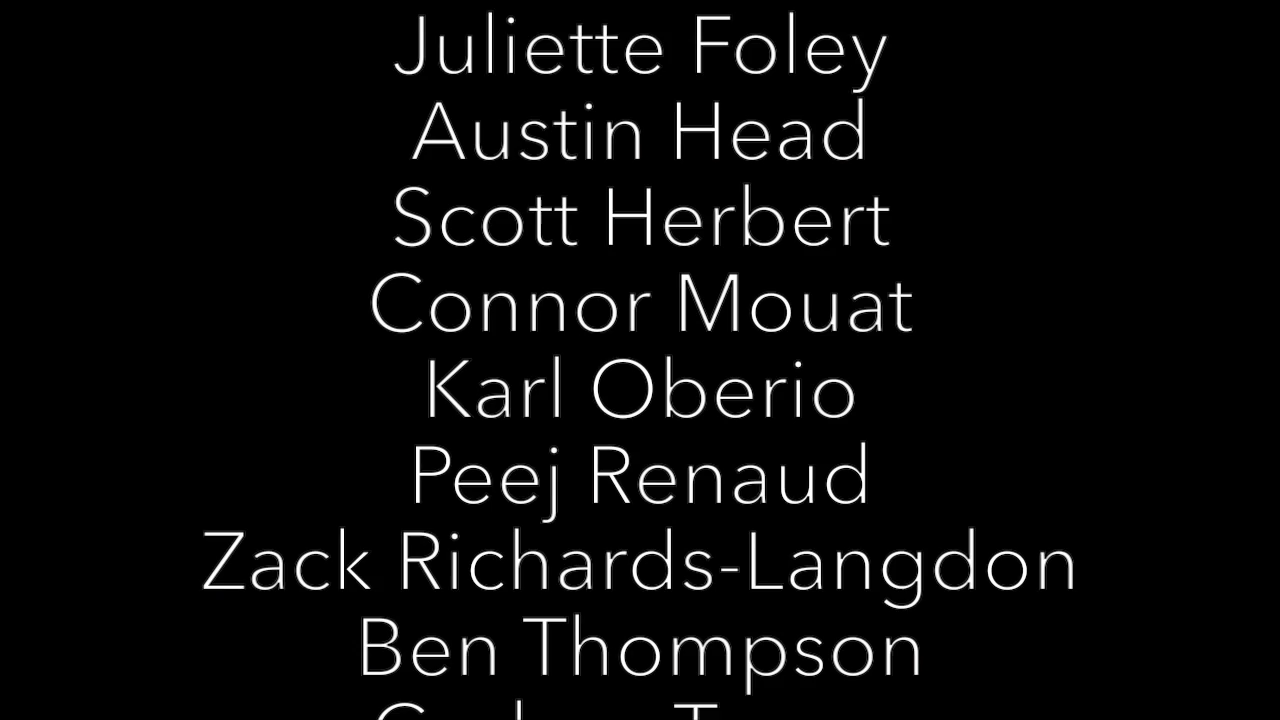 Juliette Foley
Austin Head
Scott Herbert
Connor Mouat
Karl Oberio
Peej Renaud
Zack Richards-Langdon
Ben Thompson